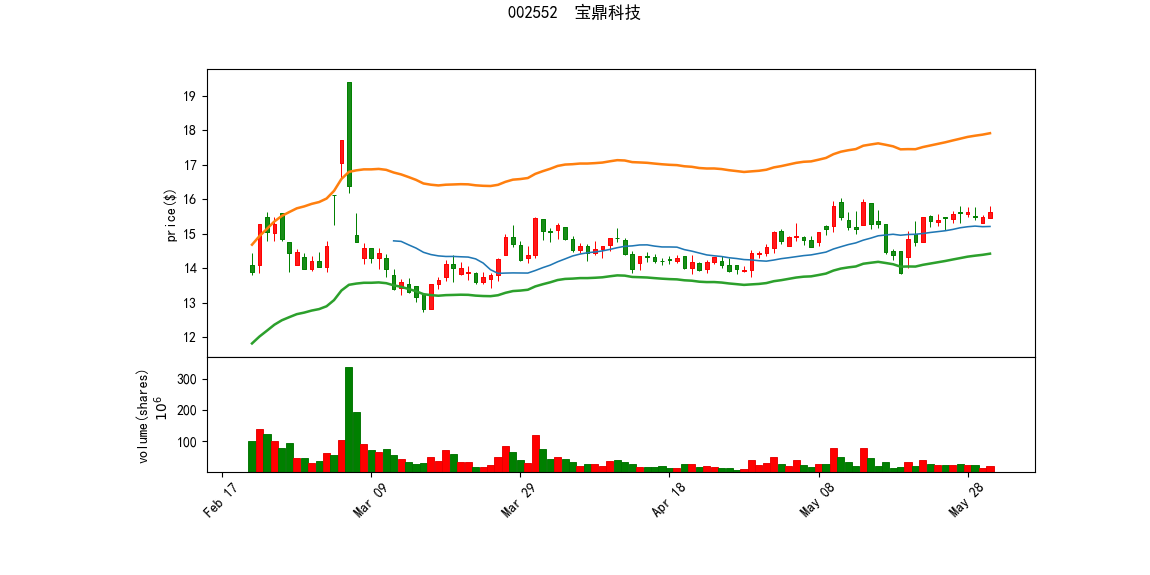 002552 宝鼎科技
19
18
17
16
15
14
13
12
price($)
300
200
100
volume(shares)
10^6
Feb 17
Mar 09
Mar 29
Apr 18
May 08
May 28